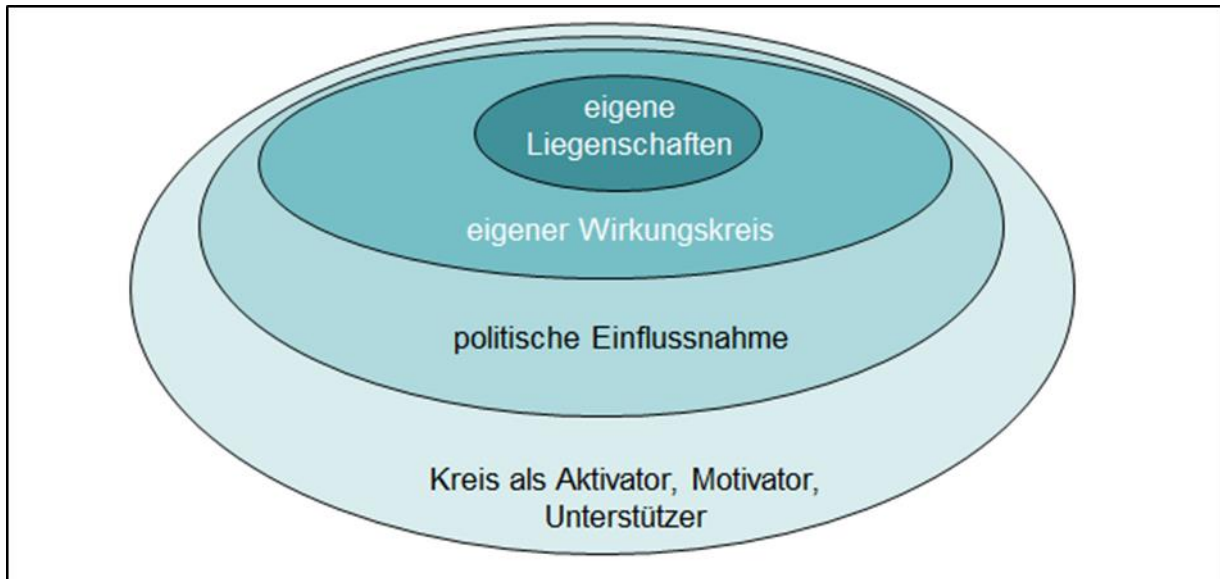 eigene
Liegenschaften
eigener Wirkungskreis
politische Einflussnahme
Kreis als Aktivator, Motivator,
Unterstützer